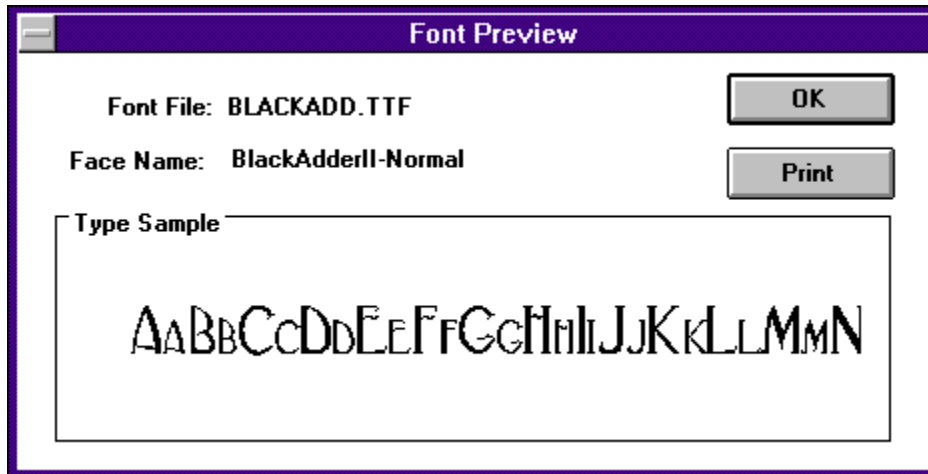 Font Preview
Font File: BLACKADD.TTF
OK
Face Name: BlackAdderII-Normal
Print
Type Sample
AaBbCcDdEeFfGgHhIiJjKkLlMmN